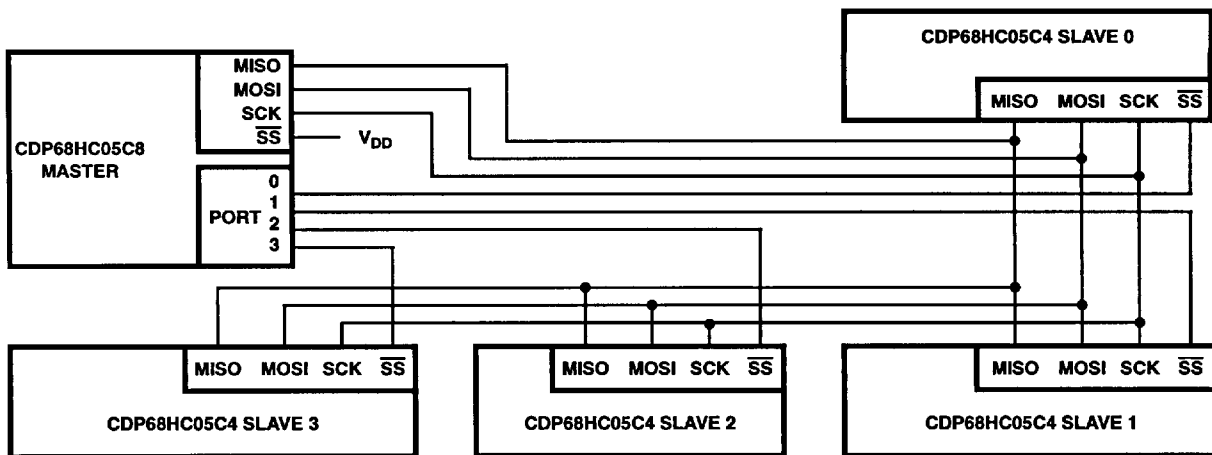 CDP68HC05C8
MASTER
MISO
MOSI
SCK
SS
VDD
PORT
0
1
2
3
CDP68HC05C4 SLAVE 0
MISO MOSI SCK SS
MISO MOSI SCK SS
CDP68HC05C4 SLAVE 3
MISO MOSI SCK SS
CDP68HC05C4 SLAVE 2
MISO MOSI SCK SS
CDP68HC05C4 SLAVE 1